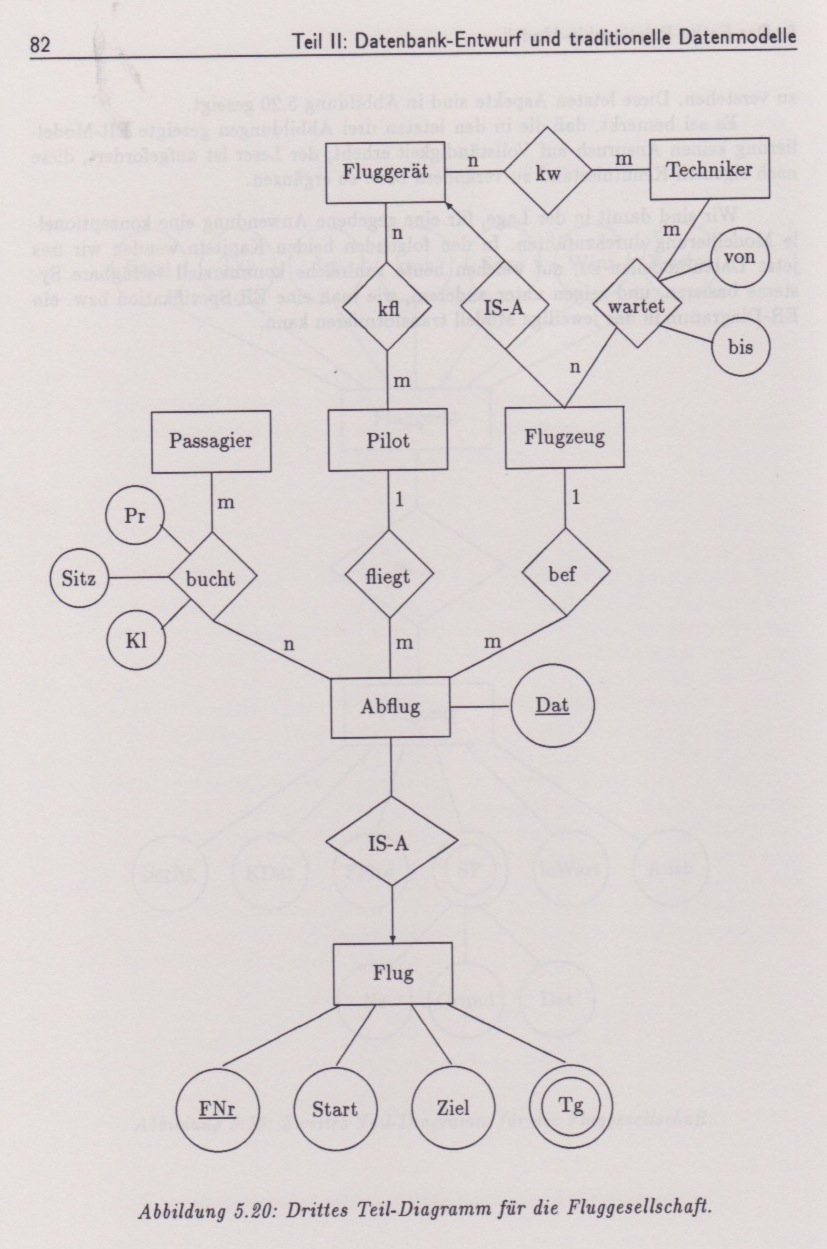 82 Teil II: Datenbank-Entwurf und traditionelle Datenmodelle
Fluggerät n kw m Techniker
n m
von
kfl IS-A wartet
bis
m n
Passagier Pilot Flugzeug
m 1 1
Pr
Sitz bucht fliegt bef
Kl
n m m
Abflug Dat
IS-A
Flug
FNr Start Ziel Tg
Abbildung 5.20: Drittes Teil-Diagramm für die Fluggesellschaft.